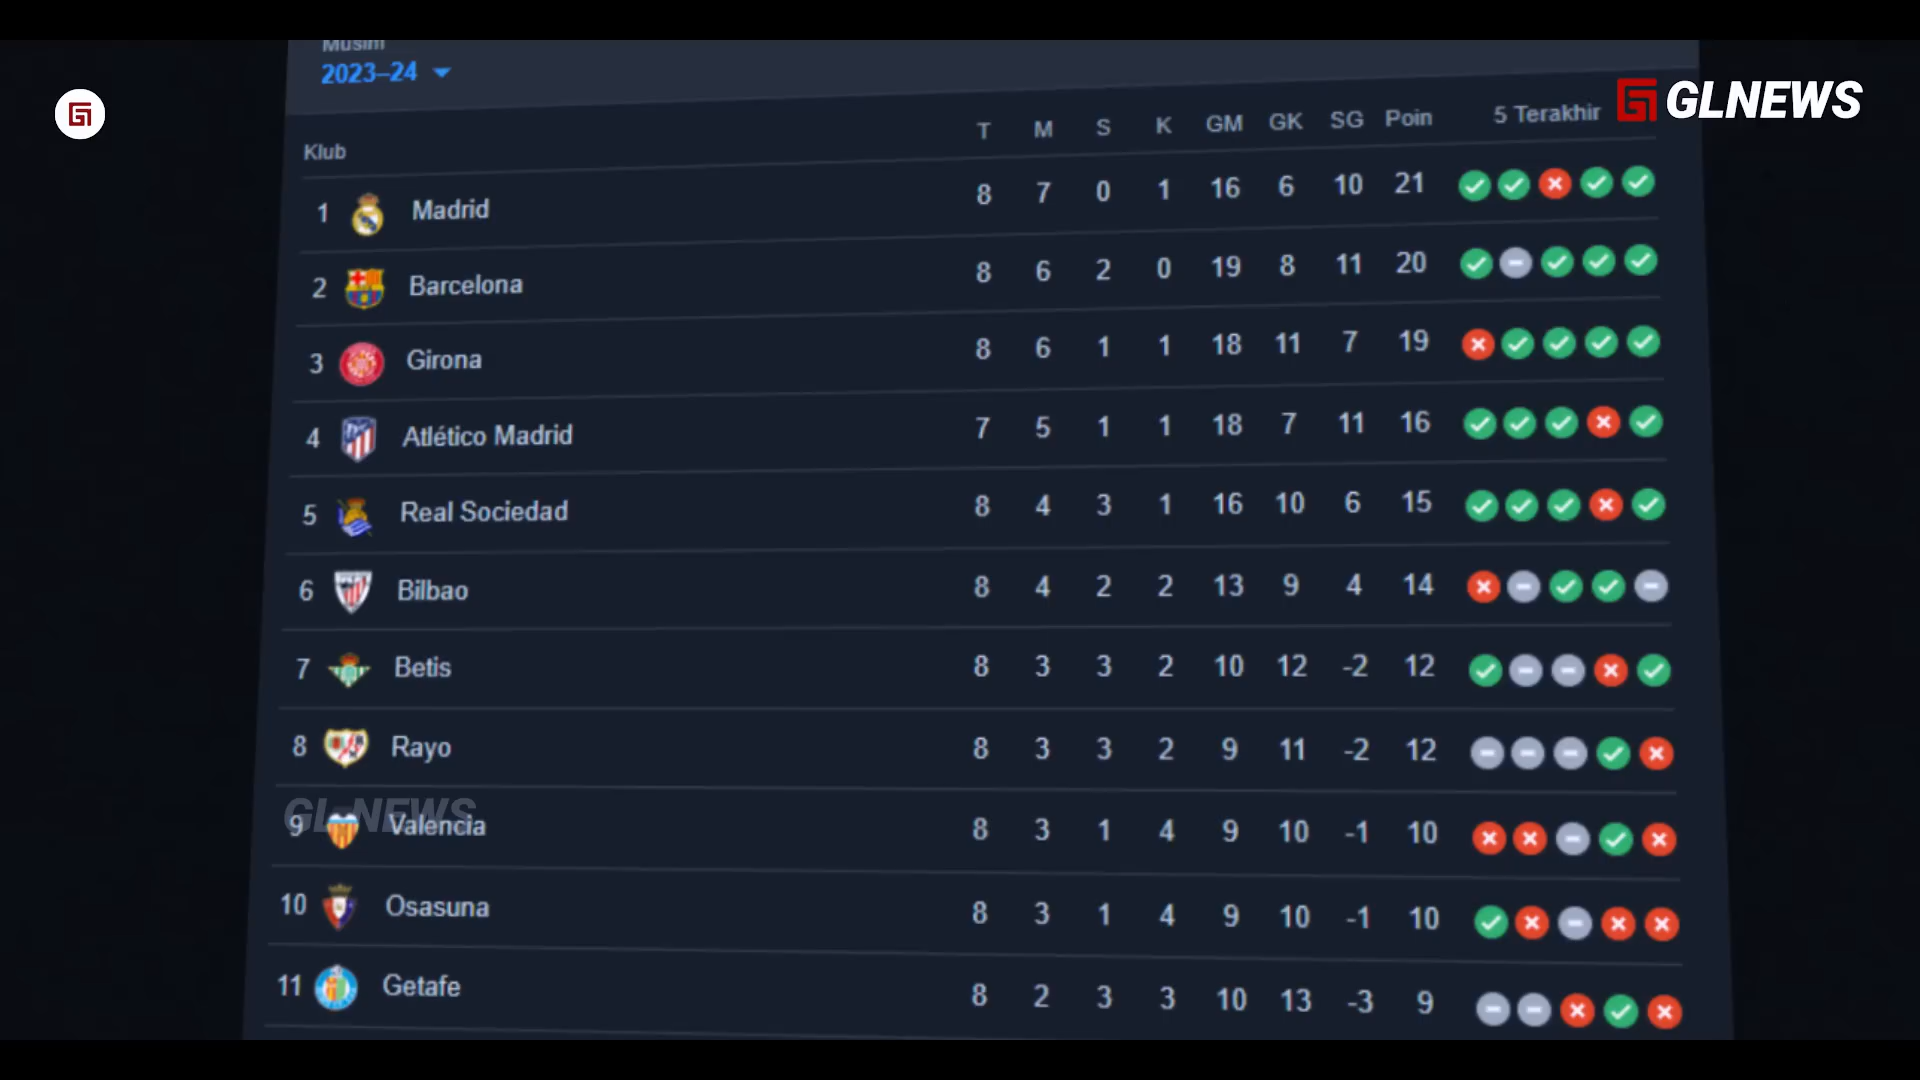 Musim
2023–24
GLNEWS
Klub T M S K GM GK SG Poin 5 Terakhir
1 Madrid 8 7 0 1 16 6 10 21
2 Barcelona 8 6 2 0 19 8 11 20
3 Girona 8 6 1 1 18 11 7 19
4 Atlético Madrid 7 5 1 1 18 7 11 16
5 Real Sociedad 8 4 3 1 16 10 6 15
6 Bilbao 8 4 2 2 13 9 4 14
7 Betis 8 3 3 2 10 12 -2 12
8 Rayo 8 3 3 2 9 11 -2 12
GL NEWS
9 Valencia 8 3 1 4 9 10 -1 10
10 Osasuna 8 3 1 4 9 10 -1 10
11 Getafe 8 2 3 3 10 13 -3 9